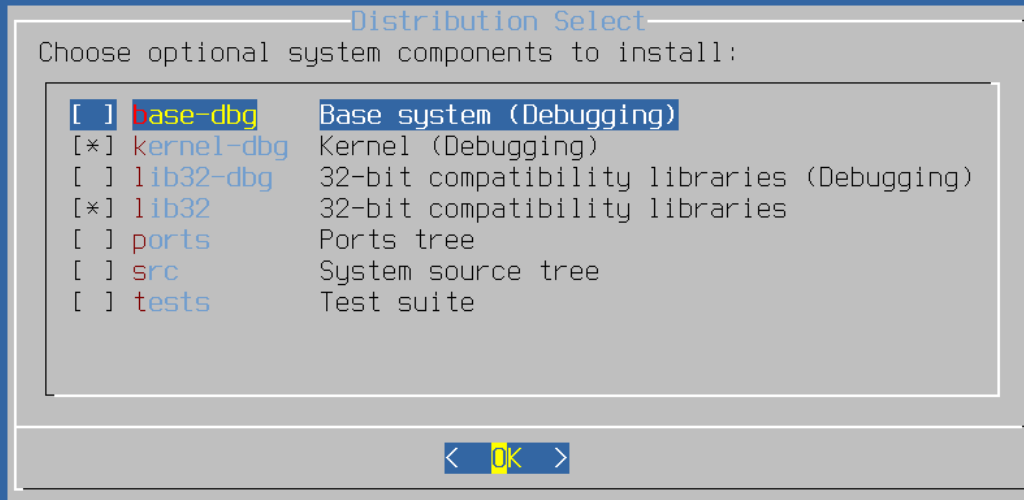 Distribution Select
Choose optional system components to install:
[ ] base-dbg Base system (Debugging)
[*] kernel-dbg Kernel (Debugging)
[ ] lib32-dbg 32-bit compatibility libraries (Debugging)
[*] lib32 32-bit compatibility libraries
[ ] ports Ports tree
[ ] src System source tree
[ ] tests Test suite
< OK >